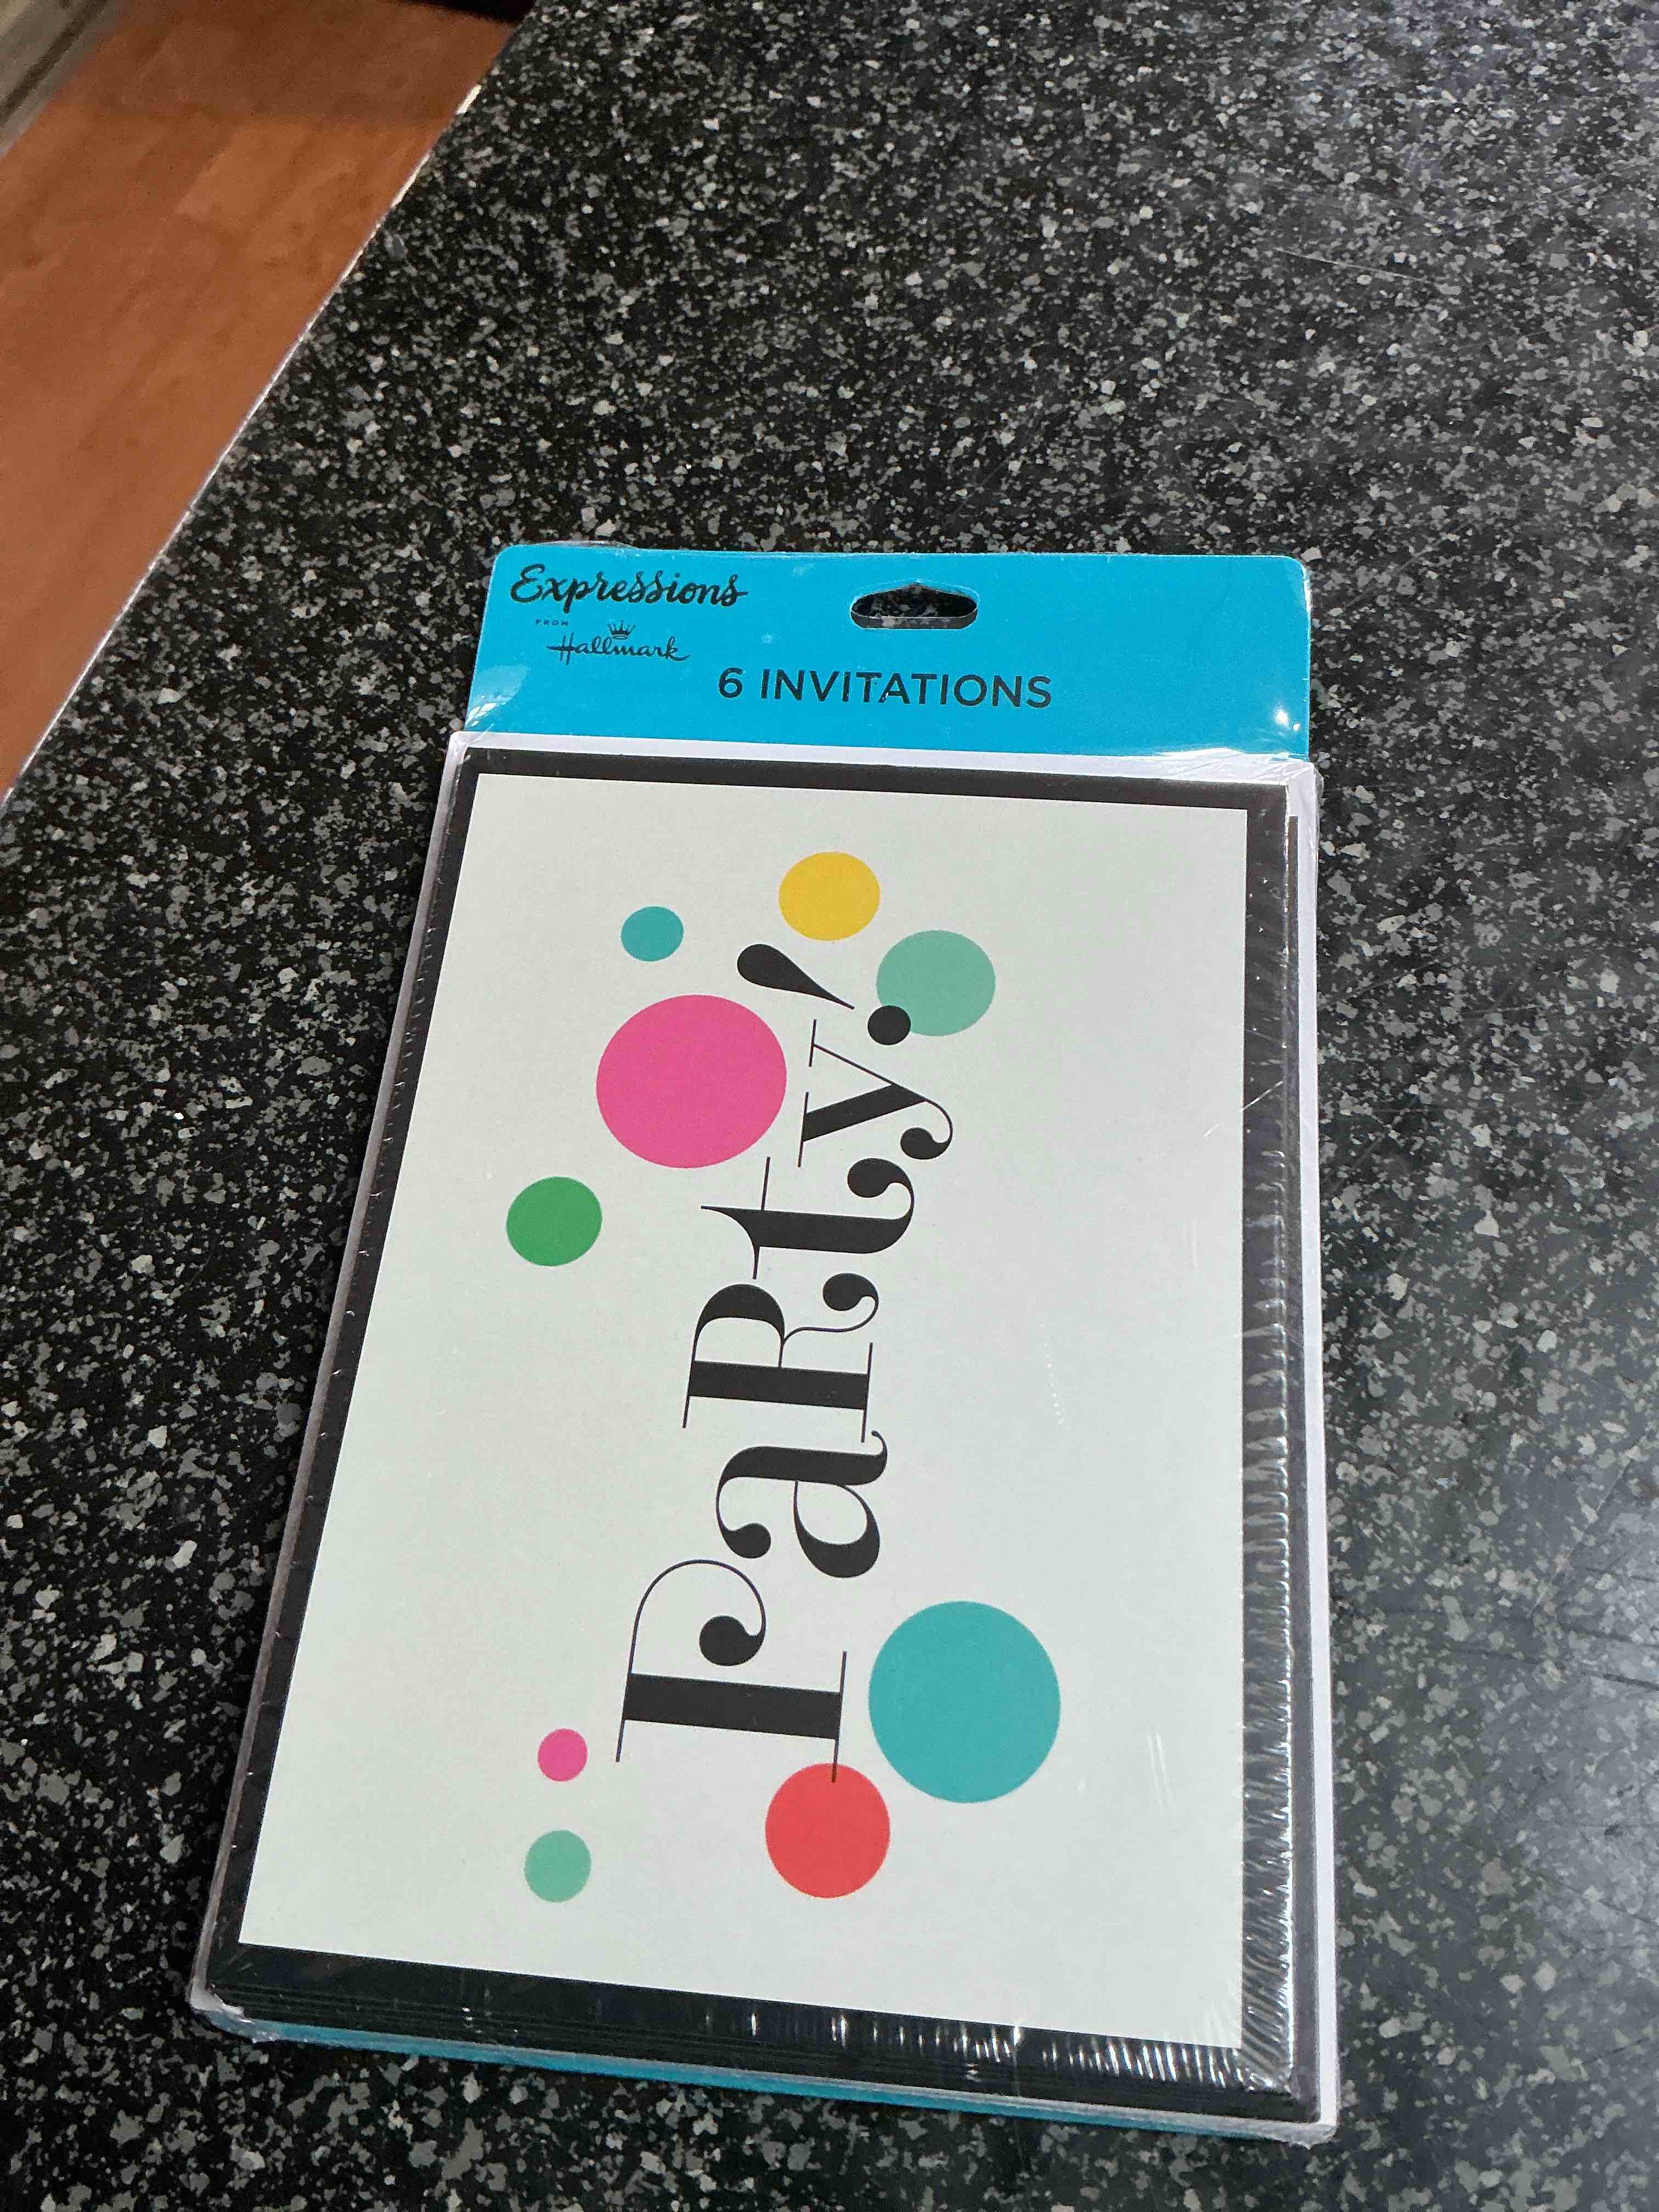 Expressions
FROM
Hallmark
6 INVITATIONS
PaRty!